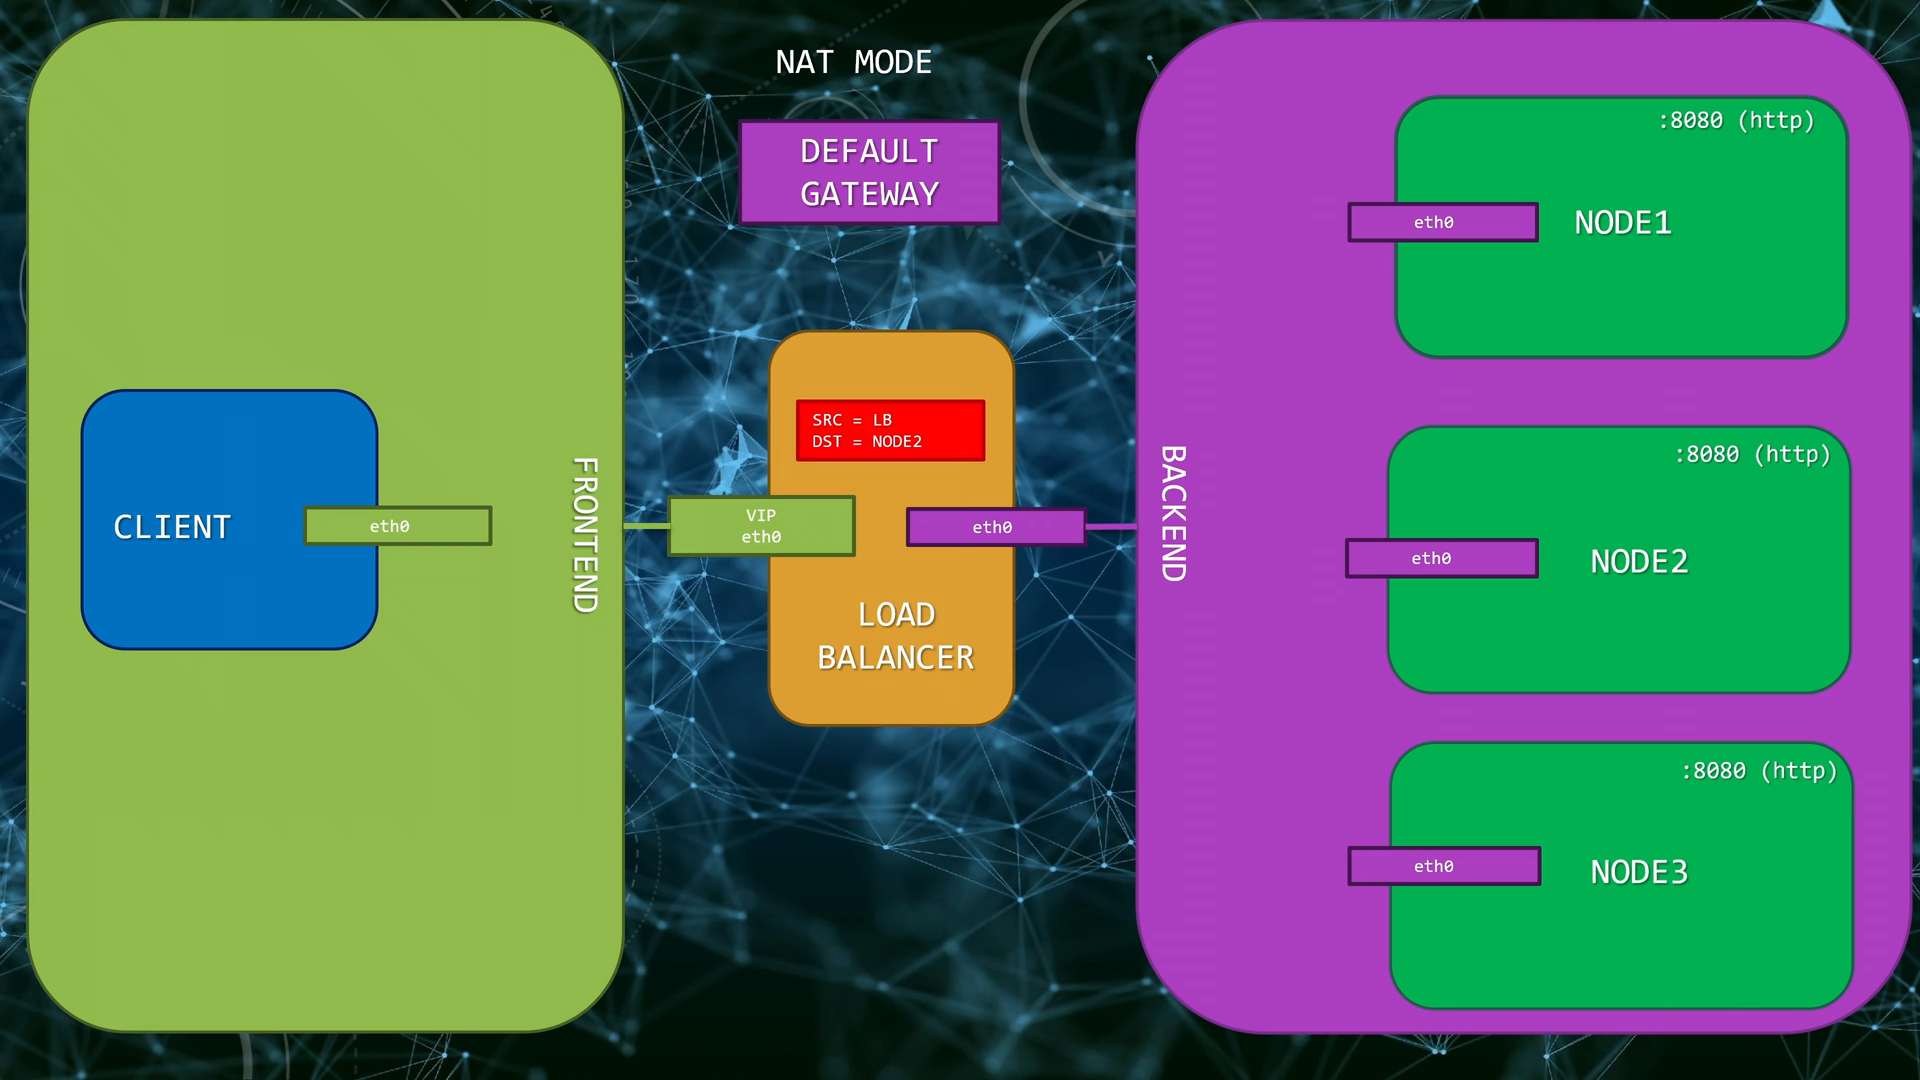 NAT MODE
DEFAULT
GATEWAY
:8080 (http)
eth0
NODE1
SRC = LB
DST = NODE2
CLIENT
eth0
FRONTEND
VIP
eth0
eth0
LOAD
BALANCER
BACKEND
:8080 (http)
eth0
NODE2
:8080 (http)
eth0
NODE3